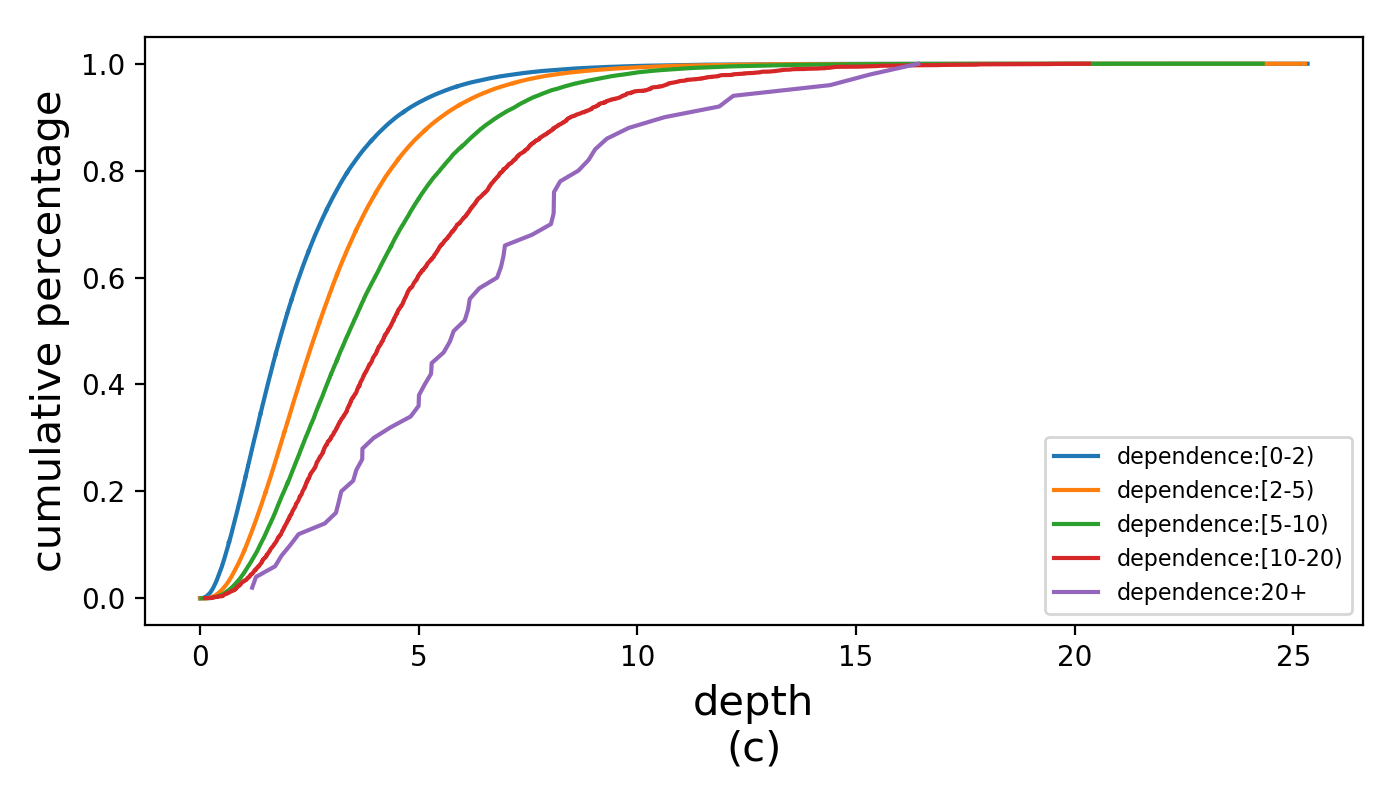 cumulative percentage
1.0
0.8
0.6
0.4
0.2
0.0
0 5 10 15 20 25
depth
(c)
dependence:[0-2)
dependence:[2-5)
dependence:[5-10)
dependence:[10-20)
dependence:20+